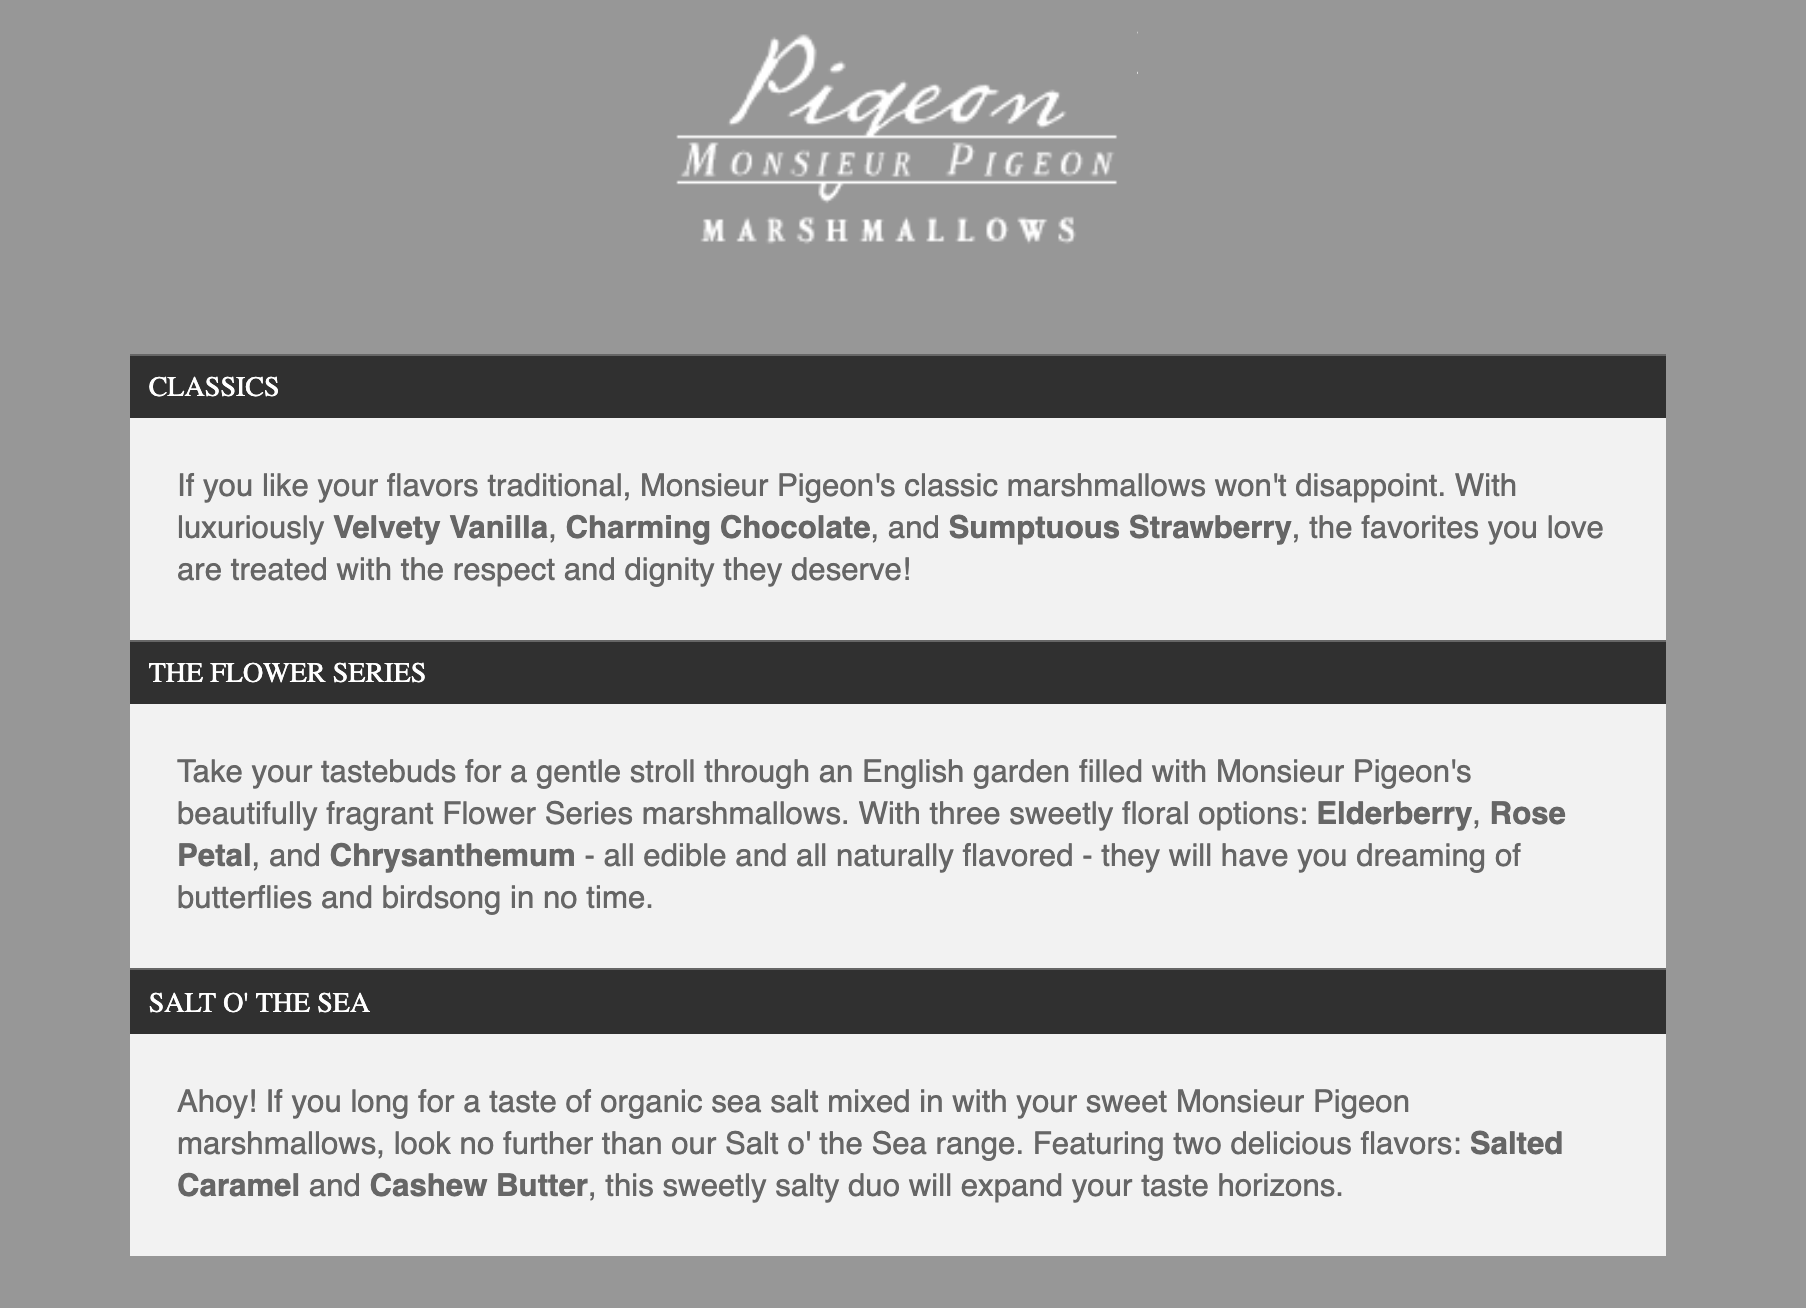 Pigeon
MONSIEUR PIGEON
MARSHMALLOWS
CLASSICS
If you like your flavors traditional, Monsieur Pigeon's classic marshmallows won't disappoint. With
luxuriously Velvety Vanilla, Charming Chocolate, and Sumptuous Strawberry, the favorites you love
are treated with the respect and dignity they deserve!
THE FLOWER SERIES
Take your tastebuds for a gentle stroll through an English garden filled with Monsieur Pigeon's
beautifully fragrant Flower Series marshmallows. With three sweetly floral options: Elderberry, Rose
Petal, and Chrysanthemum - all edible and all naturally flavored - they will have you dreaming of
butterflies and birdsong in no time.
SALT O' THE SEA
Ahoy! If you long for a taste of organic sea salt mixed in with your sweet Monsieur Pigeon
marshmallows, look no further than our Salt o' the Sea range. Featuring two delicious flavors: Salted
Caramel and Cashew Butter, this sweetly salty duo will expand your taste horizons.